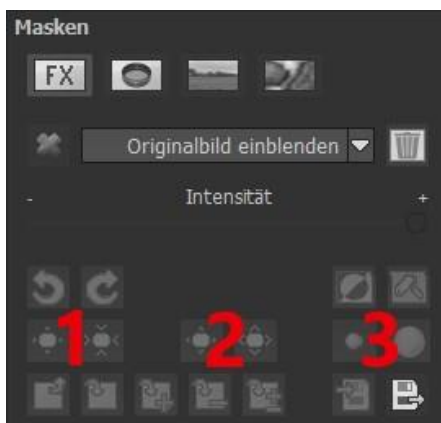 Masken
FX
Originalbild einblenden
- Intensität +
1 2 3